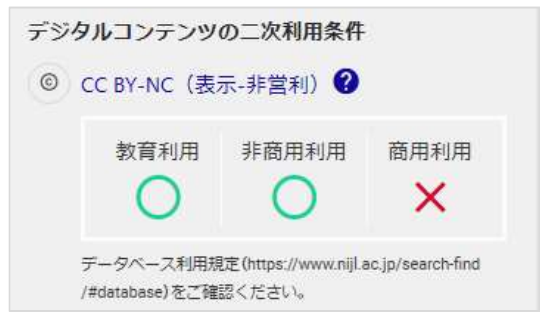 デジタルコンテンツの二次利用条件
© CC BY-NC（表示-非営利） ?
教育利用 非商用利用 商用利用
データベース利用規定(https://www.nijl.ac.jp/search-find
/#database)をご確認ください。